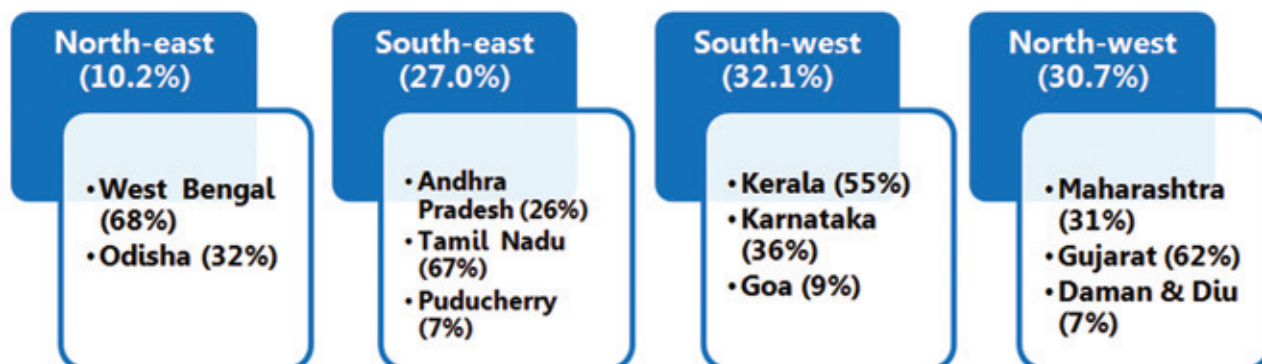 North-east
(10.2%)
• West Bengal
(68%)
• Odisha (32%)
South-east
(27.0%)
• Andhra
Pradesh (26%)
• Tamil Nadu
(67%)
• Puducherry
(7%)
South-west
(32.1%)
• Kerala (55%)
• Karnataka
(36%)
• Goa (9%)
North-west
(30.7%)
• Maharashtra
(31%)
• Gujarat (62%)
• Daman & Diu
(7%)